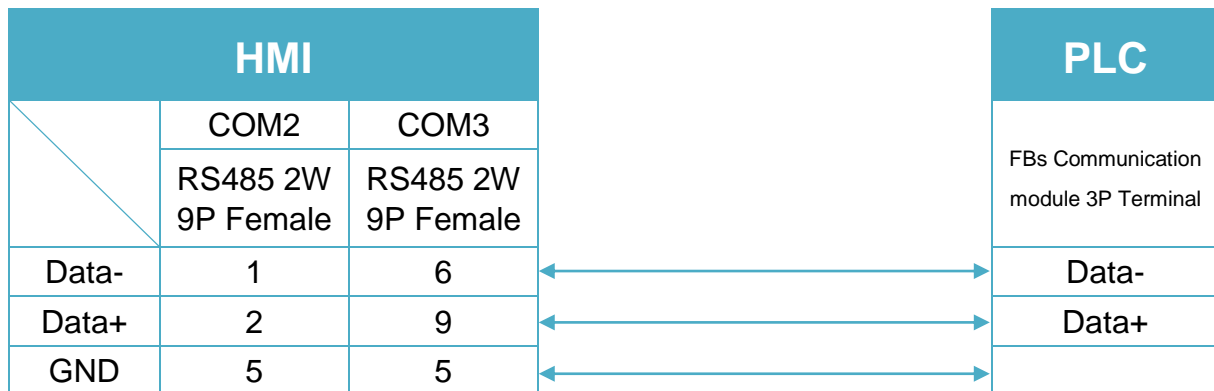 HMI PLC
COM2 COM3
RS485 2W RS485 2W
9P Female 9P Female
FBs Communication
module 3P Terminal
Data- 1 6 Data-
Data+ 2 9 Data+
GND 5 5